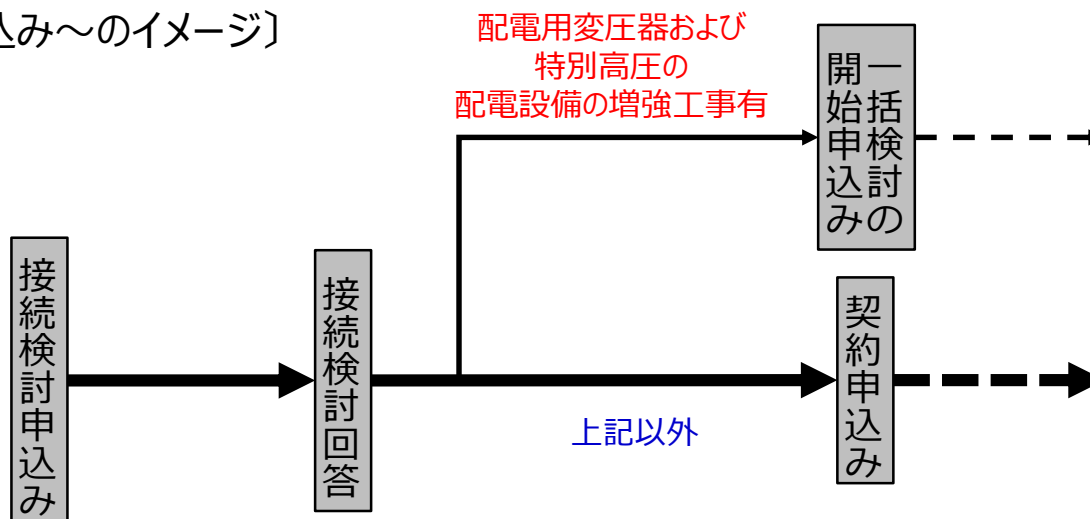 込み～のイメージ〕
配電用変圧器および
特別高圧の
配電設備の増強工事有
一括検討の
開始申込み
接続検討申込み
接続検討回答
契約申込み
上記以外